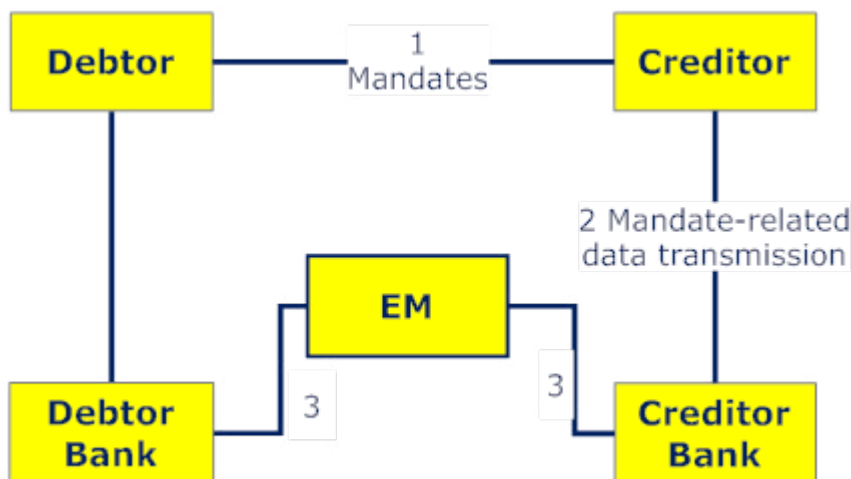 Debtor
1
Mandates
Creditor
2 Mandate-related
data transmission
EM
3
3
Debtor
Bank
Creditor
Bank